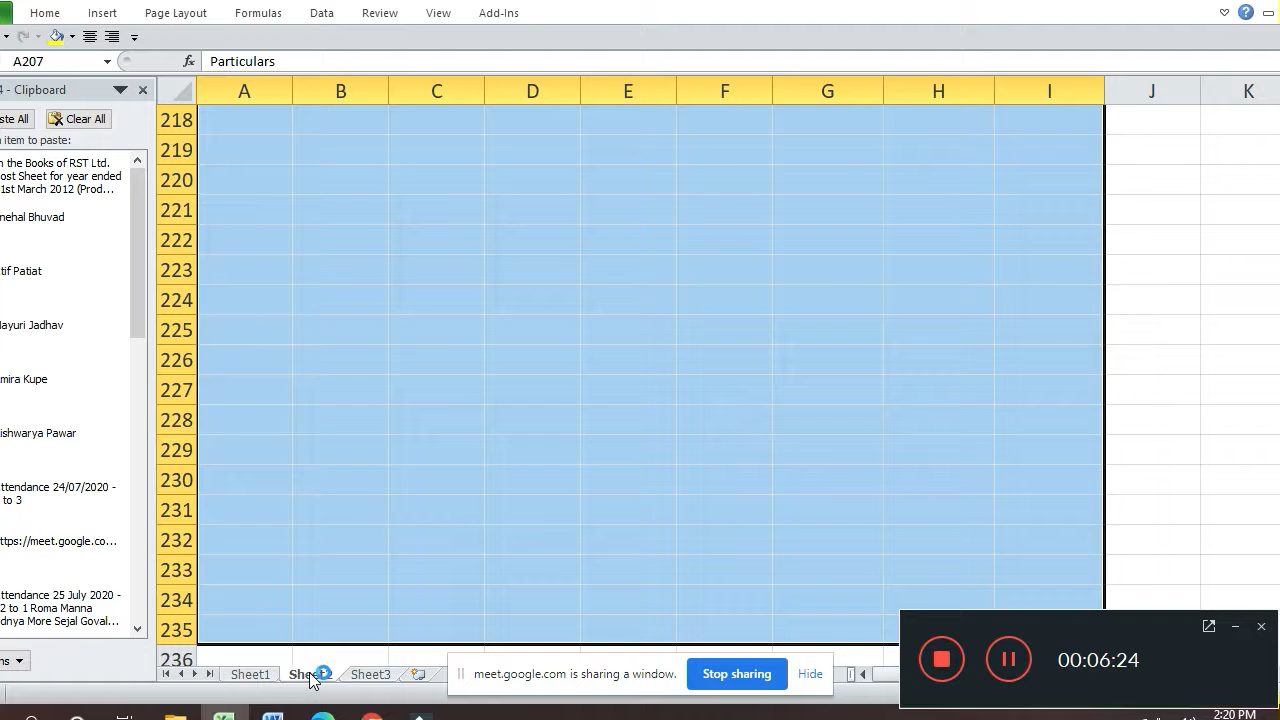 Home Insert Page Layout Formulas Data Review View Add-Ins
A207 fx Particulars
4 - Clipboard
ste All Clear All
n item to paste:
n the Books of RST Ltd.
ost Sheet for year ended
1st March 2012 (Prod...
nehal Bhuvad
tif Patiat
ayuri Jadhav
mira Kupe
ishwarya Pawar
ttendance 24/07/2020 -
to 3
ttps://meet.google.co...
ttendance 25 July 2020 -
2 to 1 Roma Manna
dnya More Sejal Goval...
ns
A B C D E F G H I J K
218
219
220
221
222
223
224
225
226
227
228
229
230
231
232
233
234
235
236
Sheet1 Shee Sheet3
meet.google.com is sharing a window. Stop sharing Hide
00:06:24
2:20 PM